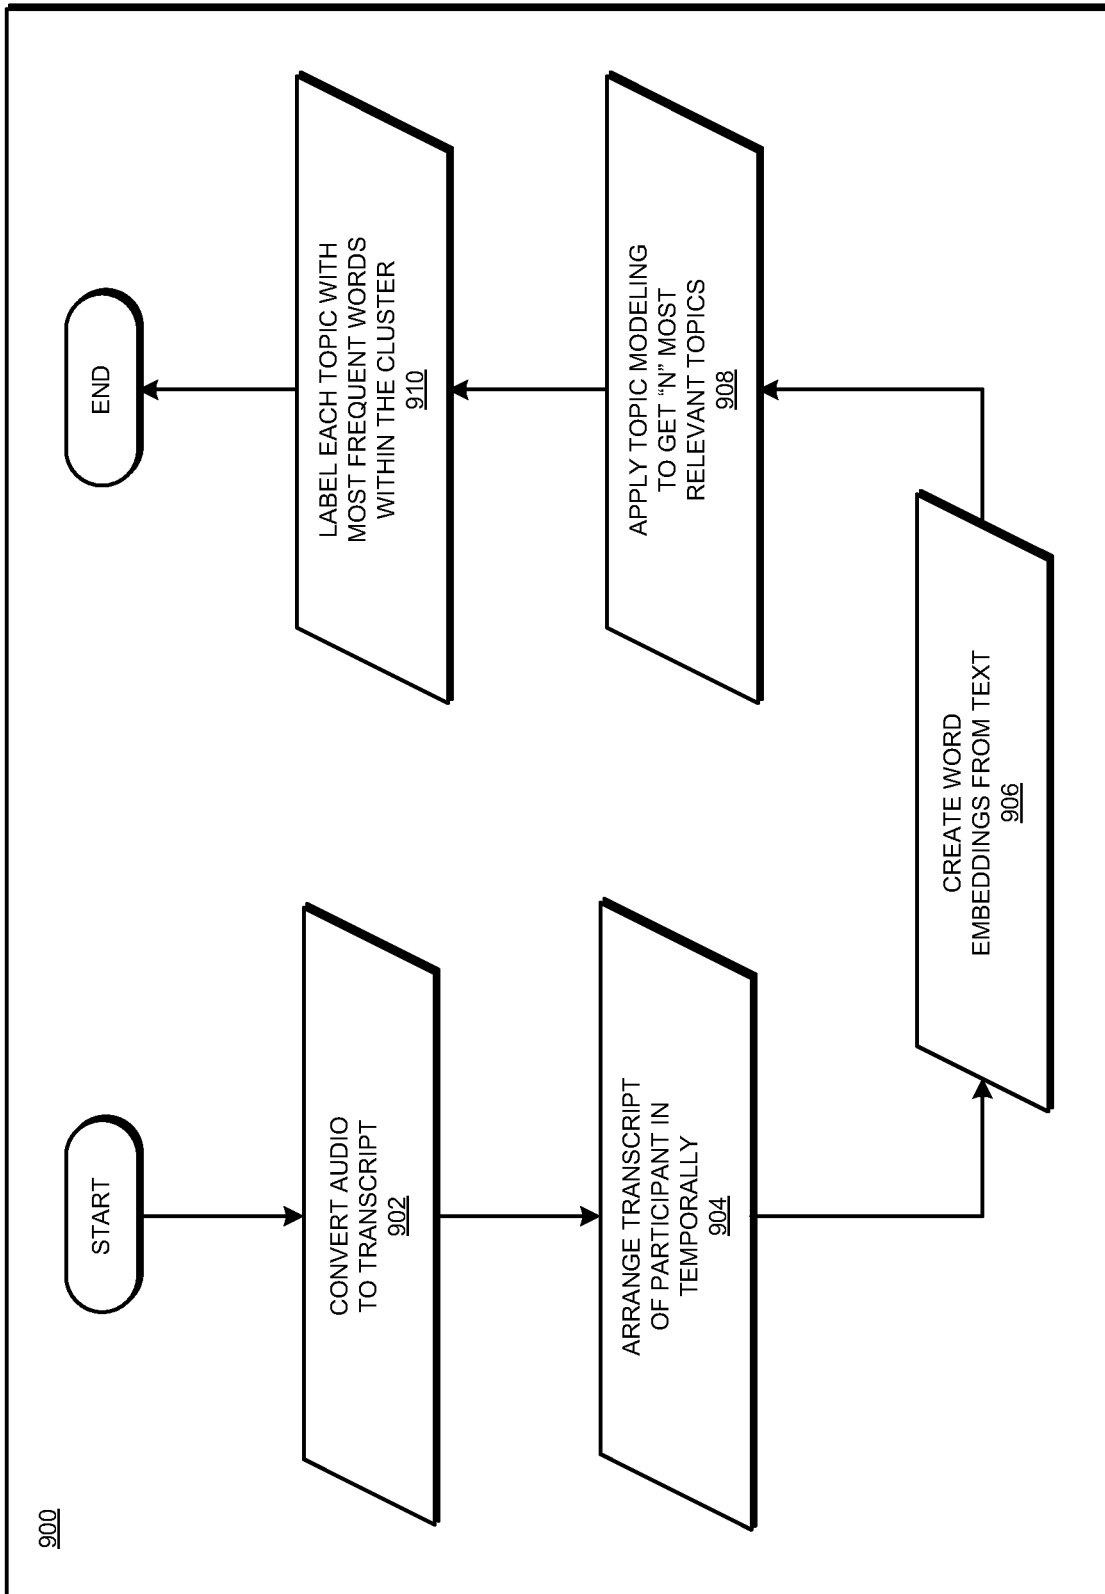 900
START
CONVERT AUDIO
TO TRANSCRIPT
902
ARRANGE TRANSCRIPT
OF PARTICIPANT IN
TEMPORALLY
904
CREATE WORD
EMBEDDINGS FROM TEXT
906
APPLY TOPIC MODELING
TO GET “N” MOST
RELEVANT TOPICS
908
LABEL EACH TOPIC WITH
MOST FREQUENT WORDS
WITHIN THE CLUSTER
910
END